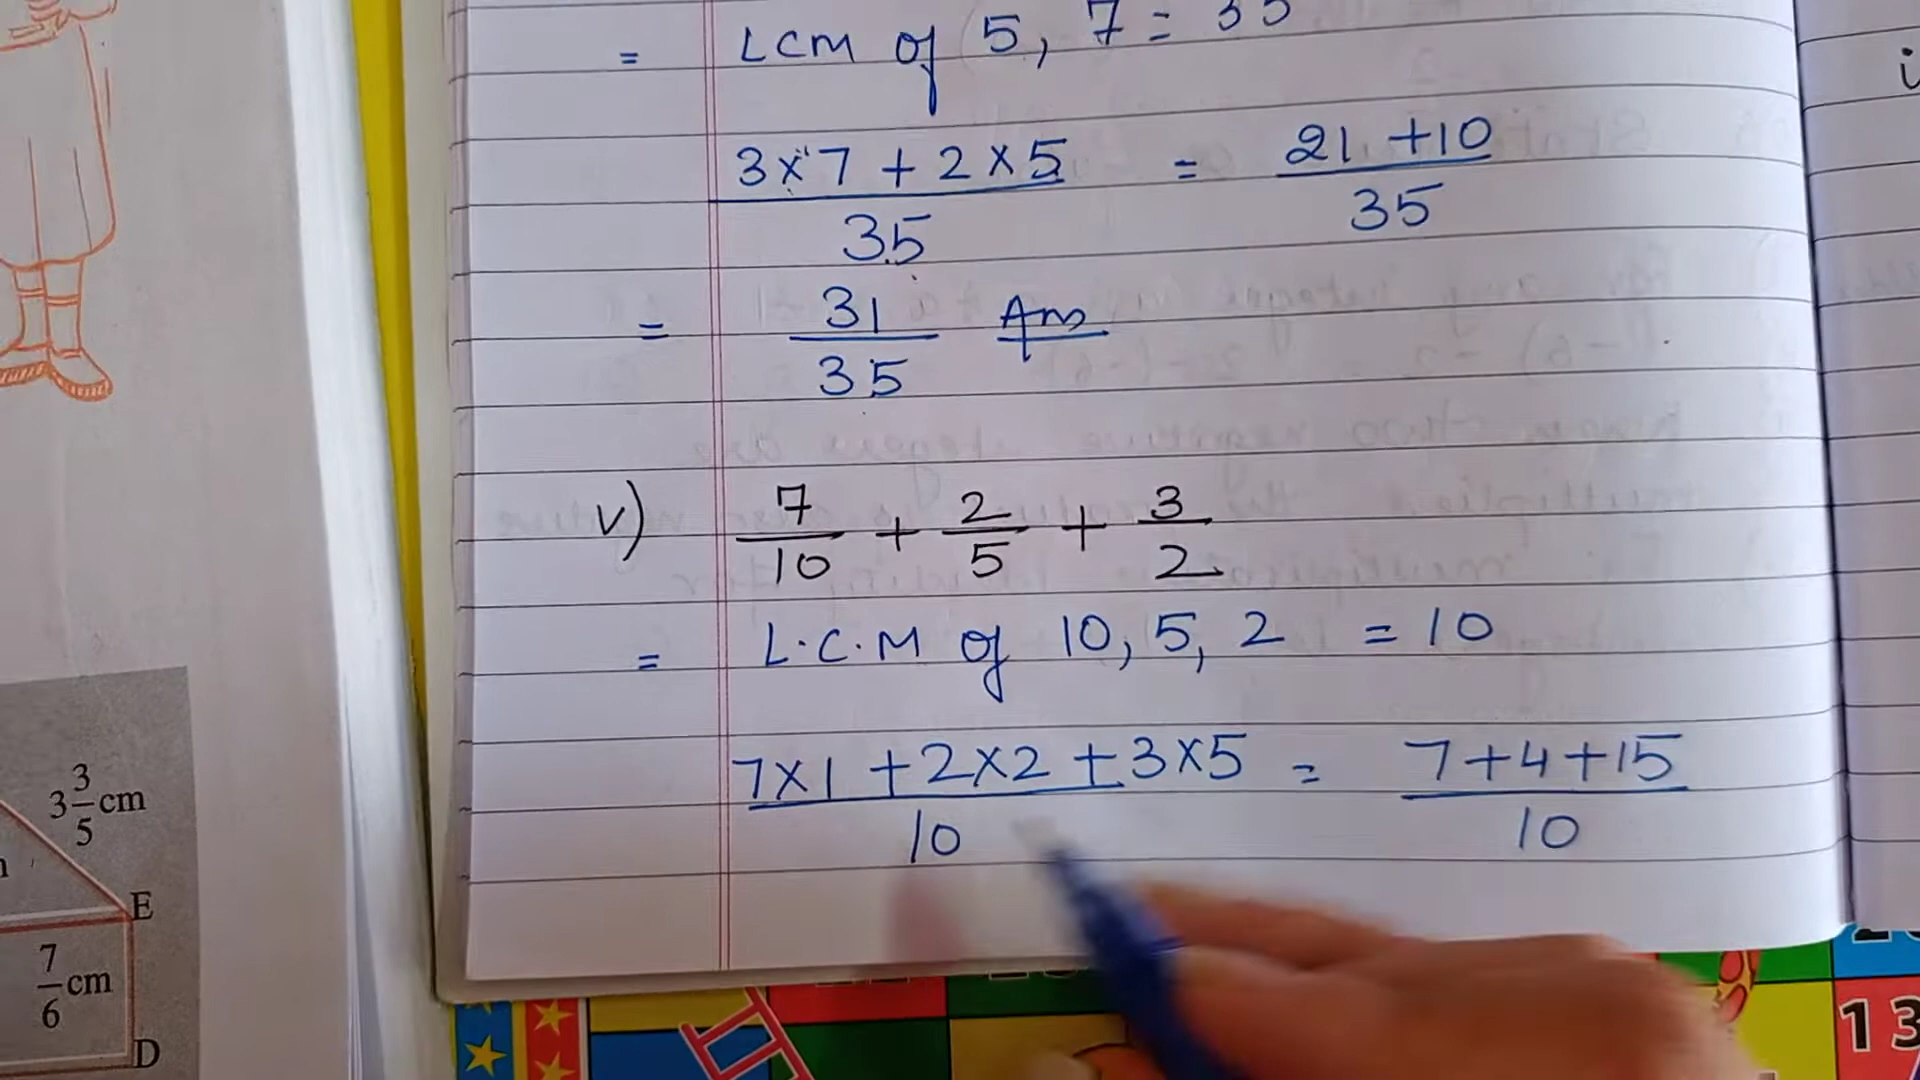 = LCM of 5, 7 = 35
3×7 + 2×5 / 35 = 21 + 10 / 35
= 31/35 Ans
v) 7/10 + 2/5 + 3/2
= L.C.M of 10, 5, 2 = 10
7×1 + 2×2 + 3×5 / 10 = 7+4+15 / 10
3 3/5 cm
E
7/6 cm
D
13